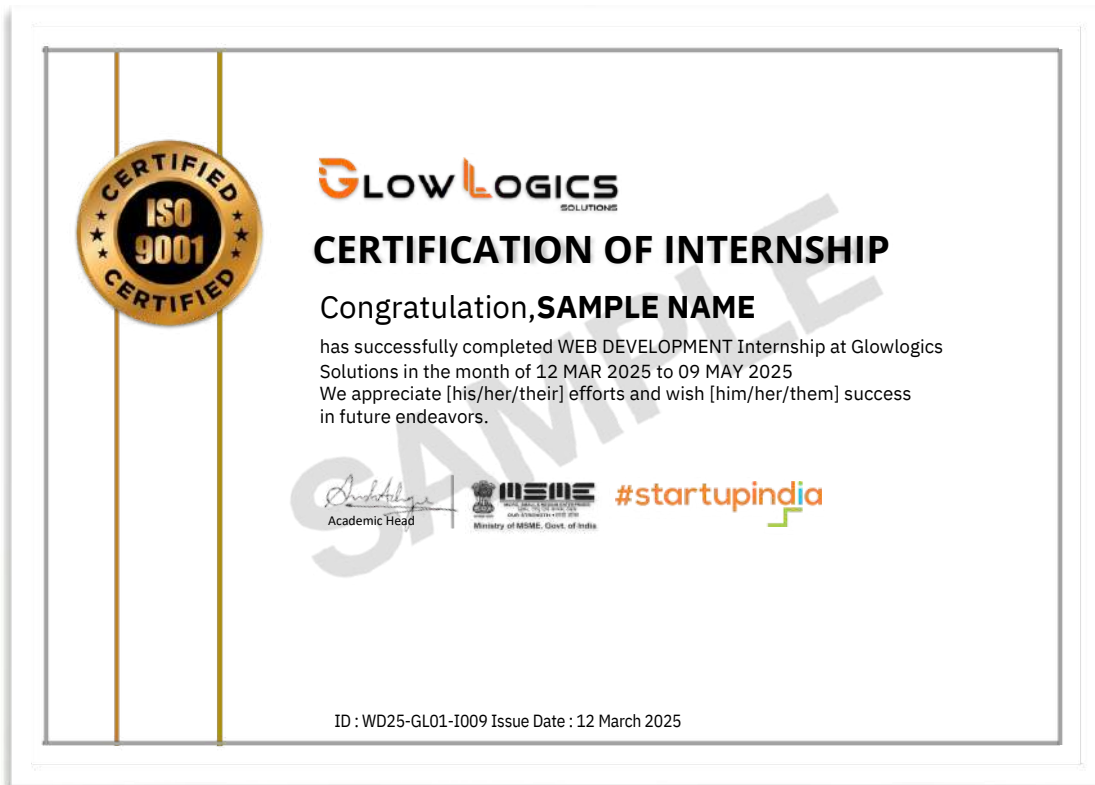 CERTIFIED
ISO
9001
CERTIFIED
GLOW LOGICS
SOLUTIONS
CERTIFICATION OF INTERNSHIP
Congratulation,SAMPLE NAME
has successfully completed WEB DEVELOPMENT Internship at Glowlogics
Solutions in the month of 12 MAR 2025 to 09 MAY 2025
We appreciate [his/her/their] efforts and wish [him/her/them] success
in future endeavors.
SAMPLE
Academic Head
MSME
Ministry of MSME. Govt. of India
#startupindia
ID : WD25-GL01-I009 Issue Date : 12 March 2025